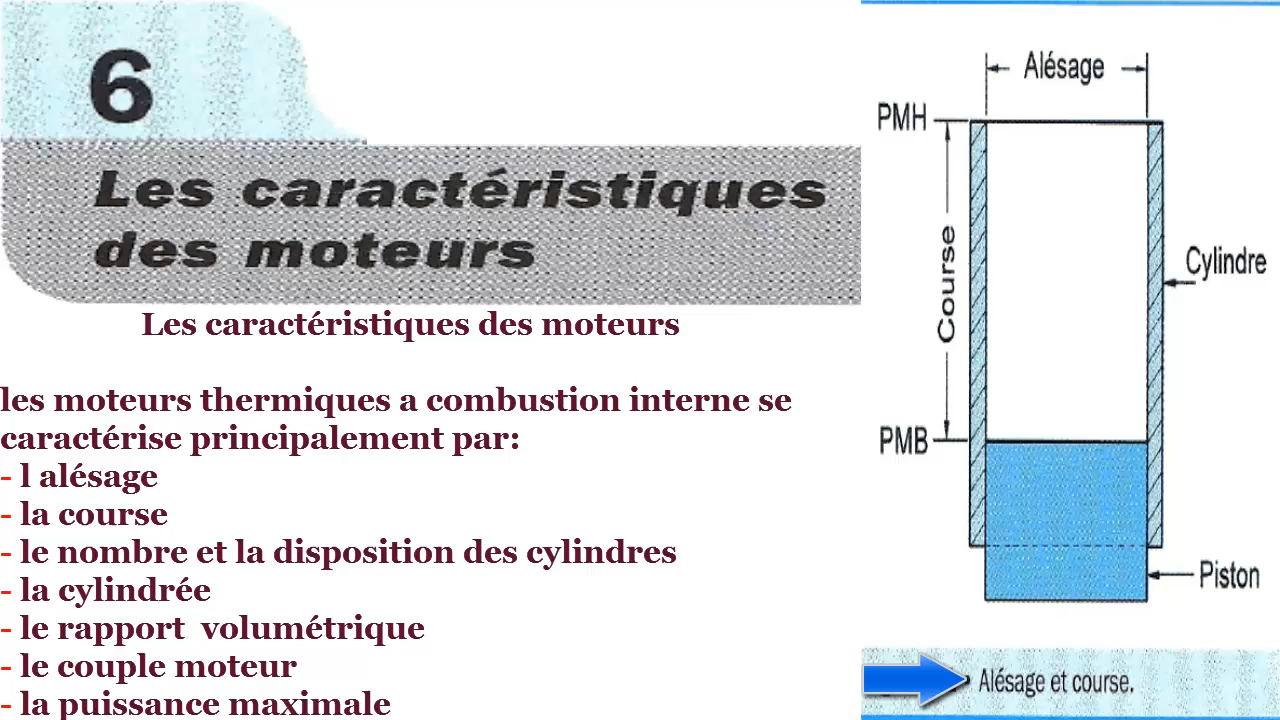 6
Les caractéristiques
des moteurs
Les caractéristiques des moteurs
les moteurs thermiques a combustion interne se
caractérise principalement par:
- l alésage
- la course
- le nombre et la disposition des cylindres
- la cylindrée
- le rapport volumétrique
- le couple moteur
- la puissance maximale
Alésage
PMH
Course
Cylindre
PMB
Piston
Alésage et course.